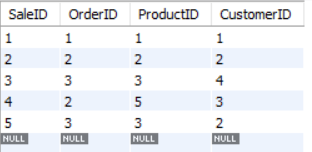 SaleID OrderID ProductID CustomerID
1 1 1 1
2 2 2 2
3 3 3 4
4 2 5 3
5 3 3 2
NULL NULL NULL NULL